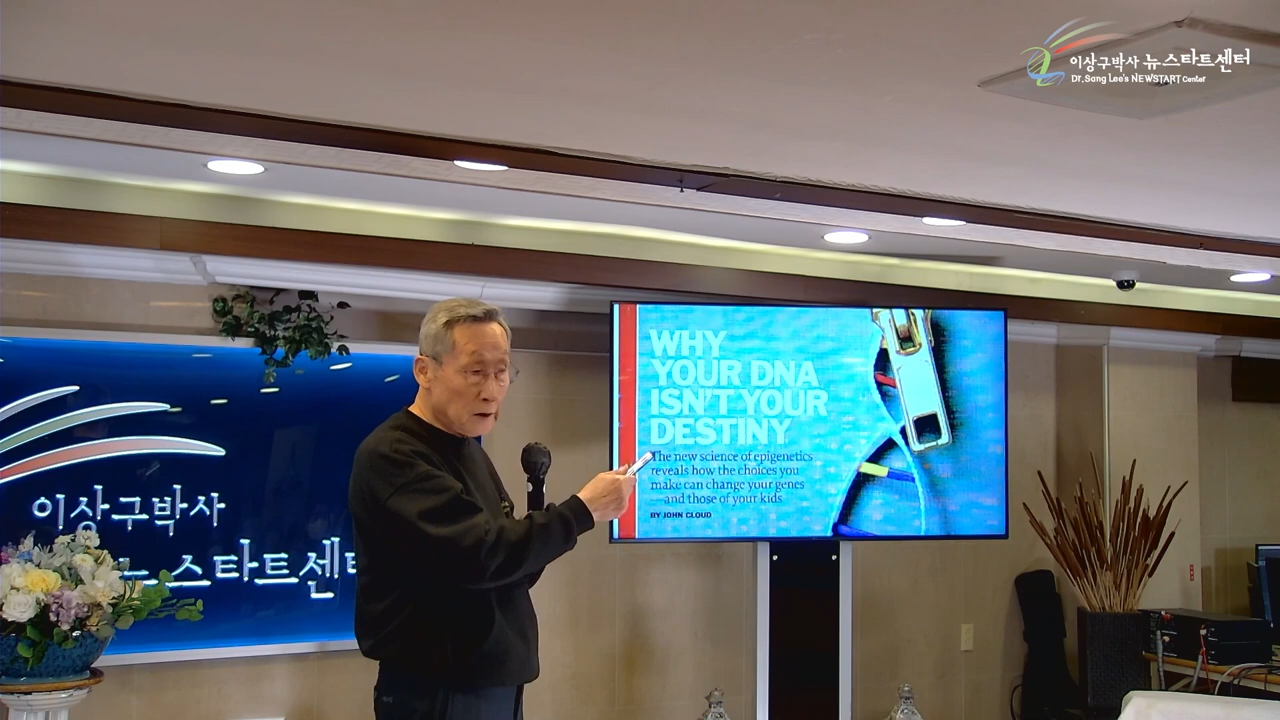 이상구박사 뉴스타트센터
Dr. Sang Lee's NEWSTART Center
WHY
YOUR DNA
ISN'T YOUR
DESTINY
The new science of epigenetics
reveals how the choices you
make can change your genes
—and those of your kids
BY JOHN CLOUD
이상구박사
뉴스타트센터